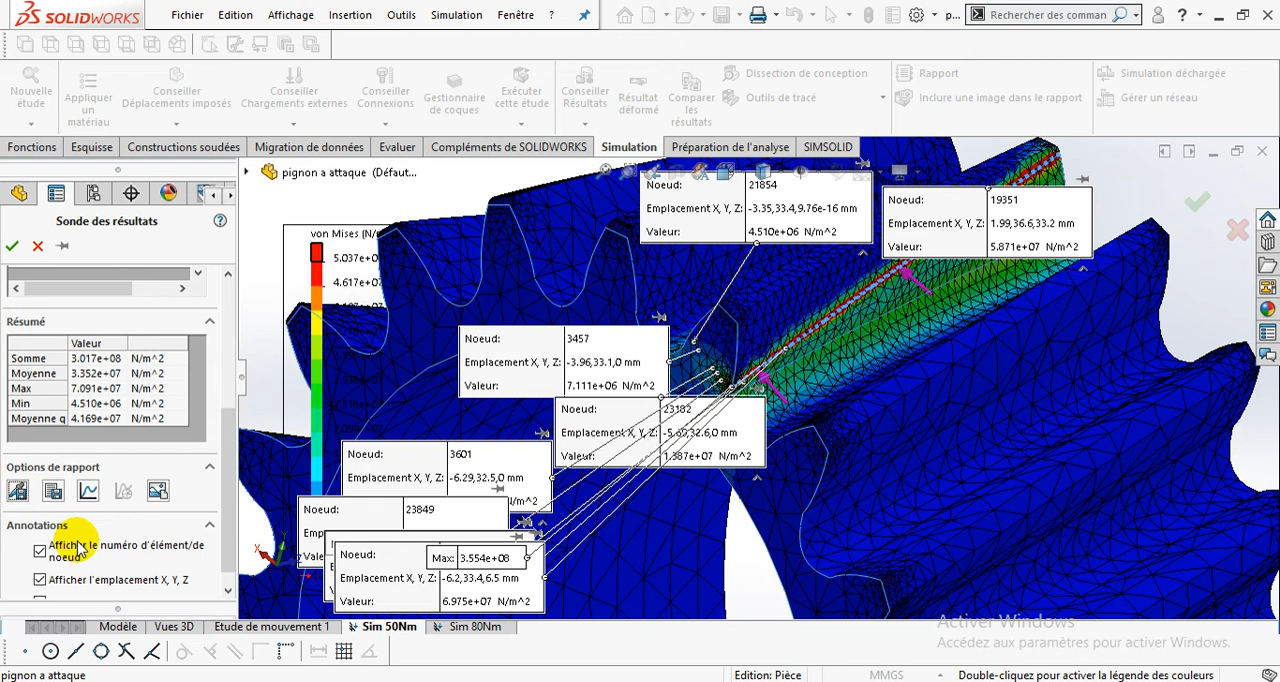 SOLIDWORKS
Fichier Edition Affichage Insertion Outils Simulation Fenêtre ?
p...
Rechercher des comman
Nouvelle étude
Appliquer un matériau
Conseiller Déplacements imposés
Conseiller Chargements externes
Conseiller Connexions
Gestionnaire de coques
Exécuter cette étude
Conseiller Résultats
Résultat déformé
Comparer les résultats
Dissection de conception
Outils de tracé
Rapport
Inclure une image dans le rapport
Simulation déchargée
Gérer un réseau
Fonctions Esquisse Constructions soudées Migration de données Evaluer Compléments de SOLIDWORKS Simulation Préparation de l'analyse SIMSOLID
pignon a attaque (Défaut...
Sonde des résultats
Résumé
Valeur
Somme 3.017e+08 N/m^2
Moyenne 3.352e+07 N/m^2
Max 7.091e+07 N/m^2
Min 4.510e+06 N/m^2
Moyenne q 4.169e+07 N/m^2
Options de rapport
Annotations
Afficher le numéro d'élément/de
noeud
Afficher l'emplacement X, Y, Z
von Mises (N/
5.037e+0
4.617e+0
Noeud: 21854
Emplacement X, Y, Z: -3.35,33.4,9.76e-16 mm
Valeur: 4.510e+06 N/m^2
Noeud: 19351
Emplacement X, Y, Z: 1.99,36.6,33.2 mm
Valeur: 5.871e+07 N/m^2
Noeud: 3457
Emplacement X, Y, Z: -3.96,33.1,0 mm
Valeur: 7.111e+06 N/m^2
Noeud: 23182
Emplacement X, Y, Z:
Valeur: 1.387e+07 N/m^2
Noeud: 3601
Emplacement X, Y, Z: -6.29,32.5,0 mm
N/m^2
Noeud: 23849
Emp
Vale
Noeud:
Max: 3.554e+08
Emplacement X, Y, Z: -6.2,33.4,6.5 mm
Valeur: 6.975e+07 N/m^2
Activer Windows
Accédez aux paramètres pour activer Windows.
Modèle Vues 3D Etude de mouvement 1 Sim 50Nm Sim 80Nm
pignon a attaque
Edition: Pièce
MMGS
Double-cliquez pour activer la légende des couleurs